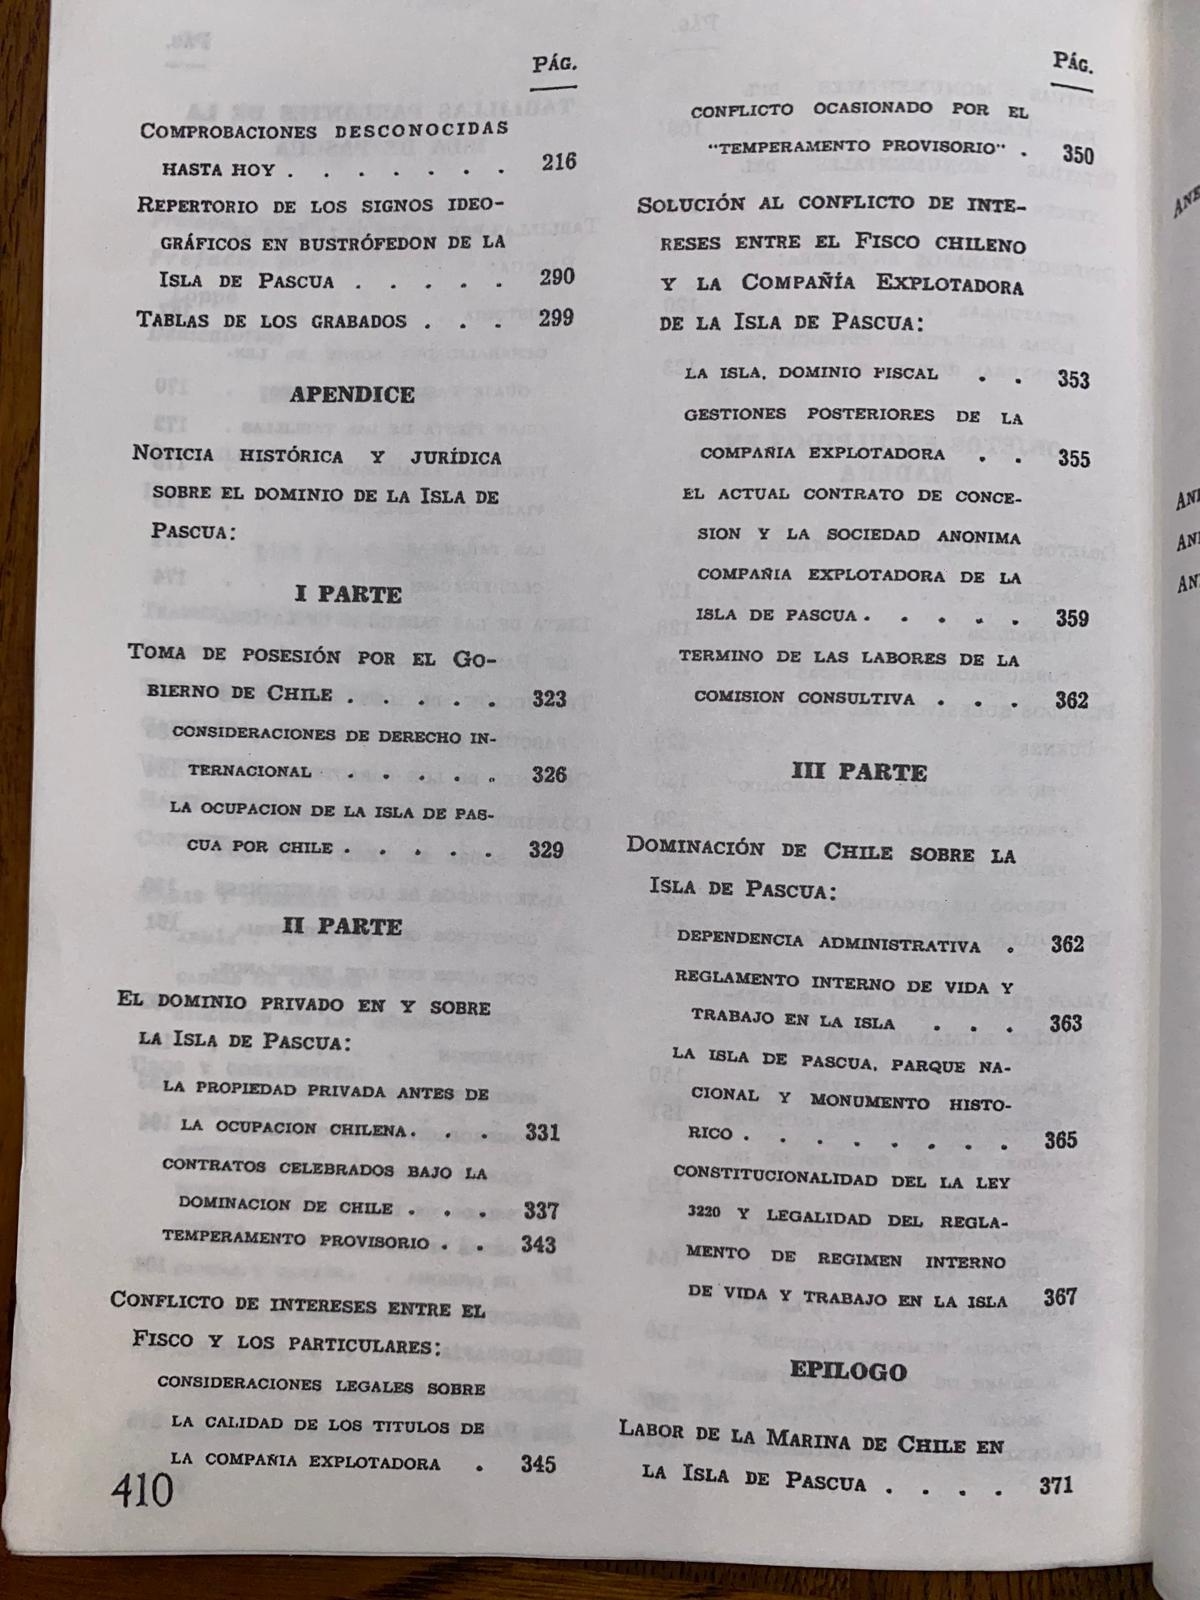 Pág.
Comprobaciones desconocidas
hasta hoy . . . . . . . 216
Repertorio de los signos ideo-
gráficos en bustrófedon de la
Isla de Pascua . . . . . 290
Tablas de los grabados . . . 299
APENDICE
Noticia histórica y jurídica
sobre el dominio de la Isla de
Pascua:
I PARTE
Toma de posesión por el Go-
bierno de Chile . . . . . 323
consideraciones de derecho in-
ternacional . . . . . 326
la ocupacion de la isla de pas-
cua por chile . . . . . 329
II PARTE
El dominio privado en y sobre
la Isla de Pascua:
la propiedad privada antes de
la ocupacion chilena . . . 331
contratos celebrados bajo la
dominacion de chile . . . 337
temperamento provisorio . . 343
Conflicto de intereses entre el
Fisco y los particulares:
consideraciones legales sobre
la calidad de los titulos de
la compañia explotadora . 345
410
Pág.
conflicto ocasionado por el
"temperamento provisorio" . 350
Solución al conflicto de inte-
reses entre el Fisco chileno
y la Compañía Explotadora
de la Isla de Pascua:
la isla, dominio fiscal . . 353
gestiones posteriores de la
compañia explotadora . . 355
el actual contrato de conce-
sion y la sociedad anonima
compañia explotadora de la
isla de pascua . . . . . 359
termino de las labores de la
comision consultiva . . . 362
III PARTE
Dominación de Chile sobre la
Isla de Pascua:
dependencia administrativa . 362
reglamento interno de vida y
trabajo en la isla . . . 363
la isla de pascua, parque na-
cional y monumento histo-
rico . . . . . . . . 365
constitucionalidad del la ley
3220 y legalidad del regla-
mento de regimen interno
de vida y trabajo en la isla 367
EPILOGO
Labor de la Marina de Chile en
la Isla de Pascua . . . . 371